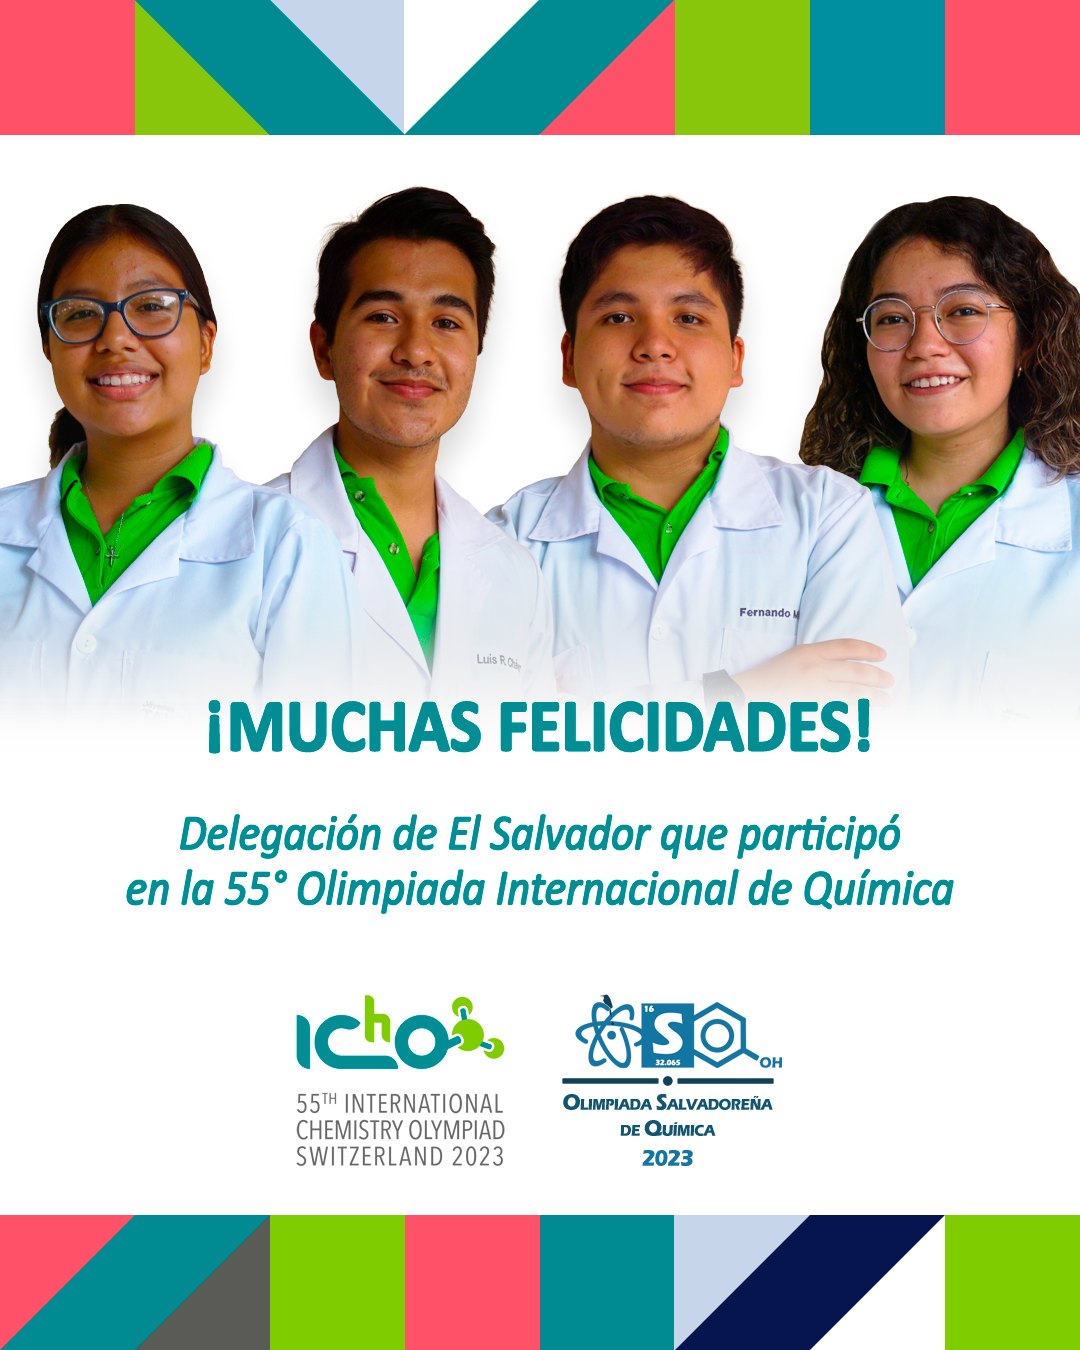 Fernando
Luis R.
¡MUCHAS FELICIDADES!
Delegación de El Salvador que participó
en la 55° Olimpiada Internacional de Química
IChO
55TH INTERNATIONAL
CHEMISTRY OLYMPIAD
SWITZERLAND 2023
16
S
32.065
OH
OLIMPIADA SALVADOREÑA
DE QUÍMICA
2023